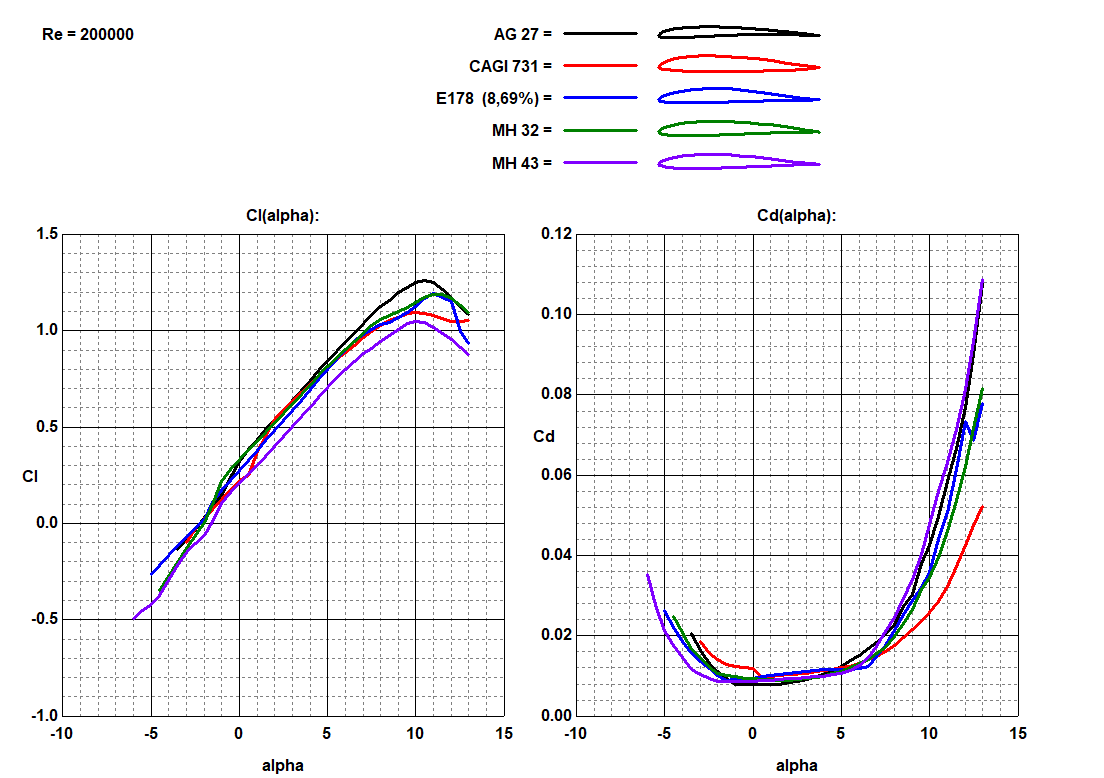 Re = 200000
AG 27 =
CAGI 731 =
E178 (8,69%) =
MH 32 =
MH 43 =
Cl(alpha):
1.5
1.0
0.5
Cl
0.0
-0.5
-1.0
-10 -5 0 5 10 15
alpha
Cd(alpha):
0.12
0.10
0.08
Cd
0.06
0.04
0.02
0.00
-10 -5 0 5 10 15
alpha